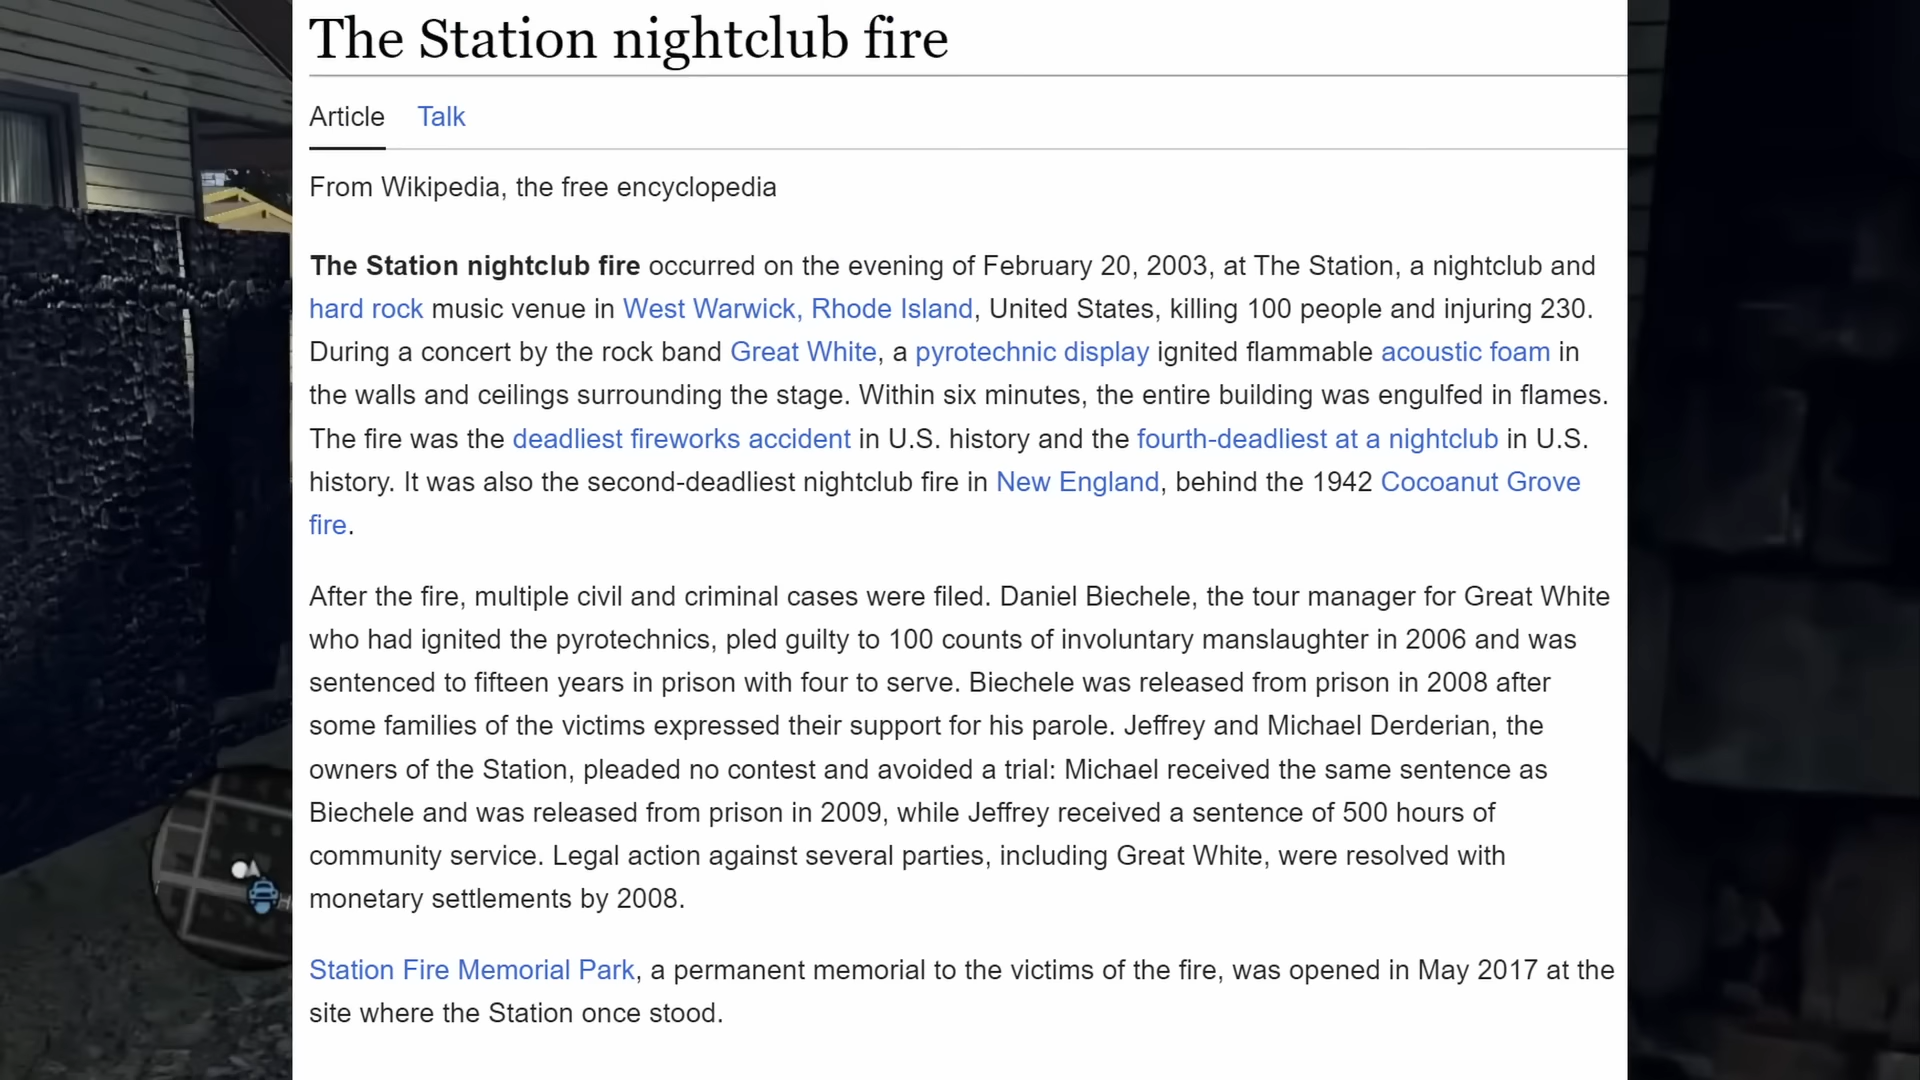 The Station nightclub fire
Article Talk
From Wikipedia, the free encyclopedia
The Station nightclub fire occurred on the evening of February 20, 2003, at The Station, a nightclub and
hard rock music venue in West Warwick, Rhode Island, United States, killing 100 people and injuring 230.
During a concert by the rock band Great White, a pyrotechnic display ignited flammable acoustic foam in
the walls and ceilings surrounding the stage. Within six minutes, the entire building was engulfed in flames.
The fire was the deadliest fireworks accident in U.S. history and the fourth-deadliest at a nightclub in U.S.
history. It was also the second-deadliest nightclub fire in New England, behind the 1942 Cocoanut Grove
fire.
After the fire, multiple civil and criminal cases were filed. Daniel Biechele, the tour manager for Great White
who had ignited the pyrotechnics, pled guilty to 100 counts of involuntary manslaughter in 2006 and was
sentenced to fifteen years in prison with four to serve. Biechele was released from prison in 2008 after
some families of the victims expressed their support for his parole. Jeffrey and Michael Derderian, the
owners of the Station, pleaded no contest and avoided a trial: Michael received the same sentence as
Biechele and was released from prison in 2009, while Jeffrey received a sentence of 500 hours of
community service. Legal action against several parties, including Great White, were resolved with
monetary settlements by 2008.
Station Fire Memorial Park, a permanent memorial to the victims of the fire, was opened in May 2017 at the
site where the Station once stood.